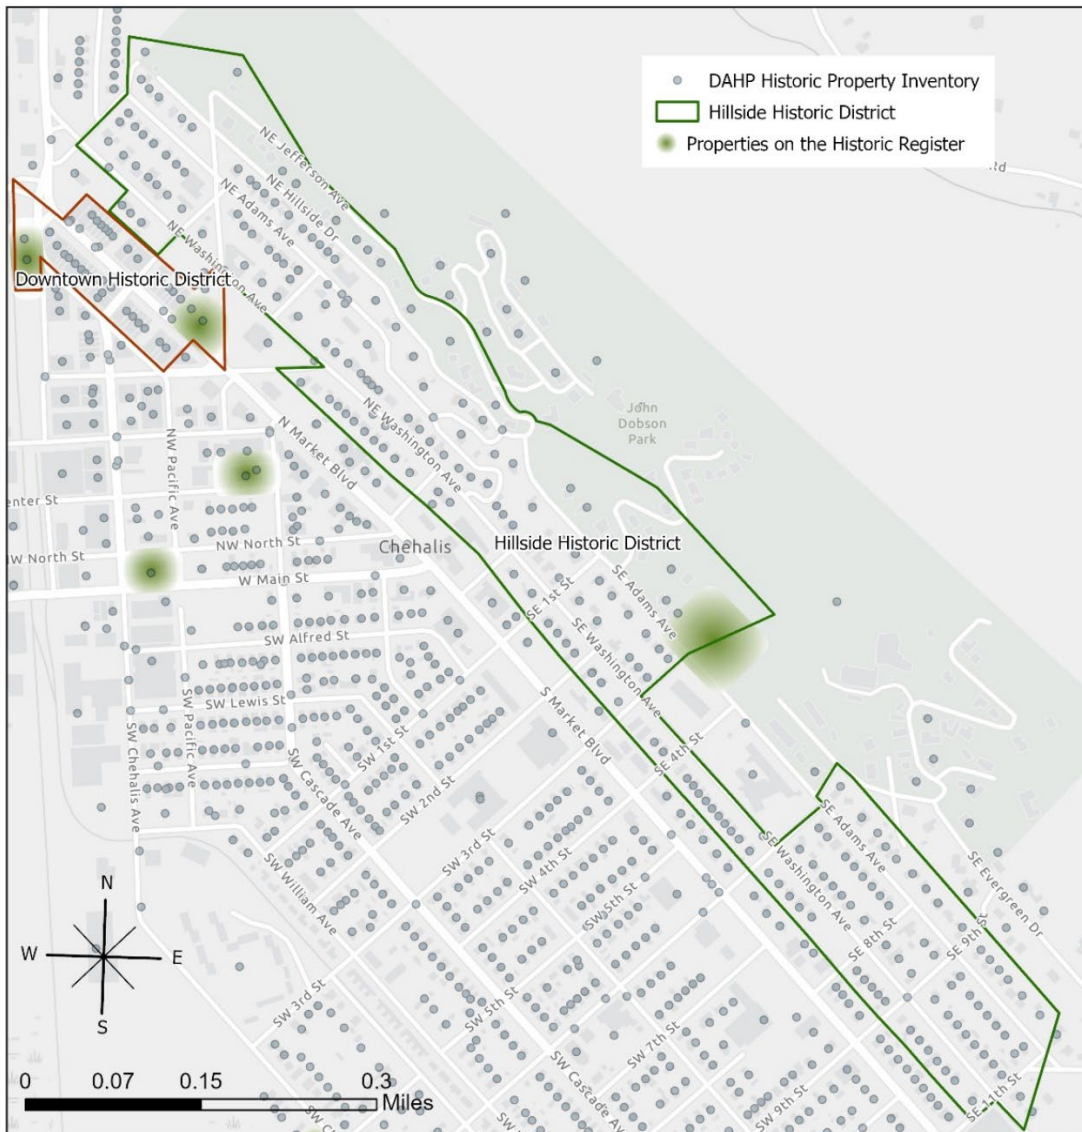 DAHP Historic Property Inventory
Hillside Historic District
Properties on the Historic Register
Rd
NE Jefferson Ave
NE Hillside Dr
NE Adams Ave
NE Washington Ave
Downtown Historic District
John
Dobson
Park
NE Washington Ave
N Market Blvd
NW Pacific Ave
enter St
NW North St
NW North St
Chehalis
Hillside Historic District
W Main St
SE 1st St
SE Adams Ave
SE Washington Ave
SW Alfred St
SW Lewis St
SW Pacific Ave
SW Chehalis Ave
SW 1st St
SW 2nd St
SW Cascade Ave
S Market Blvd
SE 4th St
SW William Ave
SW 3rd St
SW 4th St
SW 5th St
SE Adams Ave
SE Washington Ave
SE Evergreen Dr
SE 8th St
SE 9th St
N
W
E
S
SW 3rd St
SW 5th St
SW 7th St
SW Cascade Ave
SW 9th St
SE 11th St
0
0.07
0.15
0.3
Miles